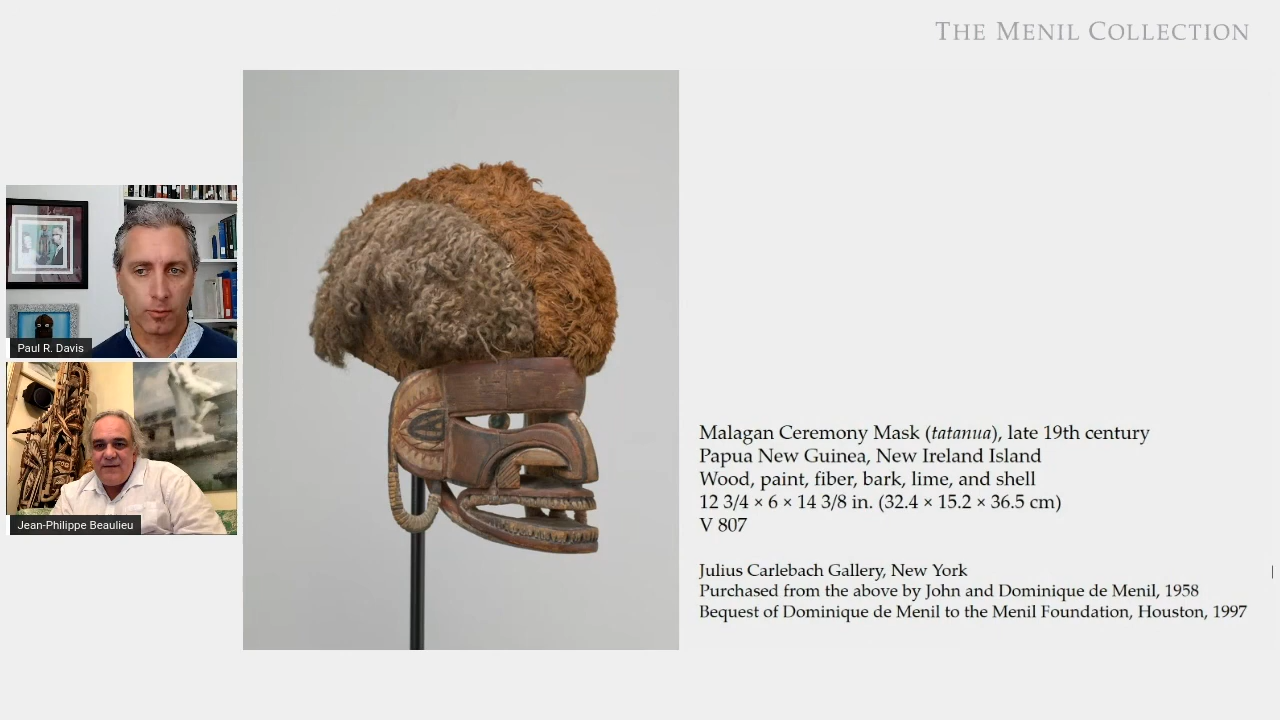 THE MENIL COLLECTION
Paul R. Davis
Jean-Philippe Beaulieu
Malagan Ceremony Mask (tatanua), late 19th century
Papua New Guinea, New Ireland Island
Wood, paint, fiber, bark, lime, and shell
12 3/4 × 6 × 14 3/8 in. (32.4 × 15.2 × 36.5 cm)
V 807
Julius Carlebach Gallery, New York
Purchased from the above by John and Dominique de Menil, 1958
Bequest of Dominique de Menil to the Menil Foundation, Houston, 1997